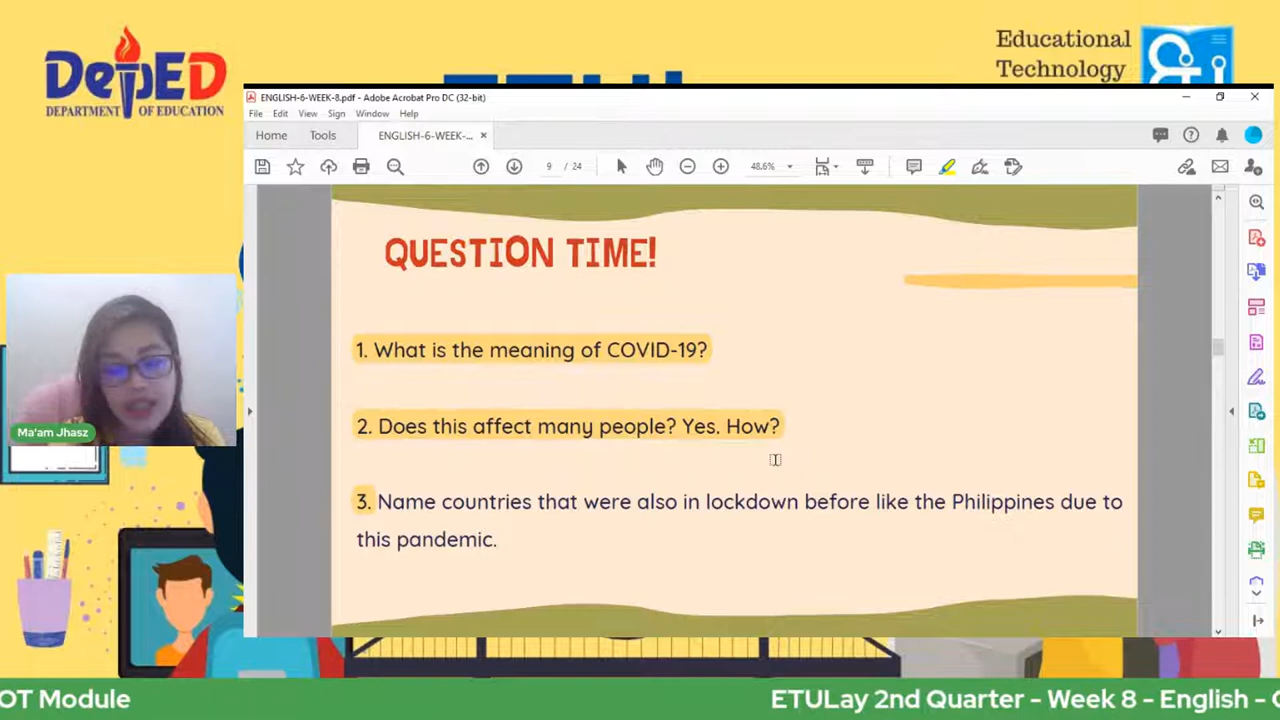 DepED
DEPARTMENT OF EDUCATION
Educational
Technology
ENGLISH-6-WEEK-8.pdf - Adobe Acrobat Pro DC (32-bit)
File Edit View Sign Window Help
Home Tools ENGLISH-6-WEEK-... ×
9 / 24 48.6%
QUESTION TIME!
1. What is the meaning of COVID-19?
2. Does this affect many people? Yes. How?
3. Name countries that were also in lockdown before like the Philippines due to
this pandemic.
Ma'am Jhasz
OT Module ETULay 2nd Quarter - Week 8 - English -